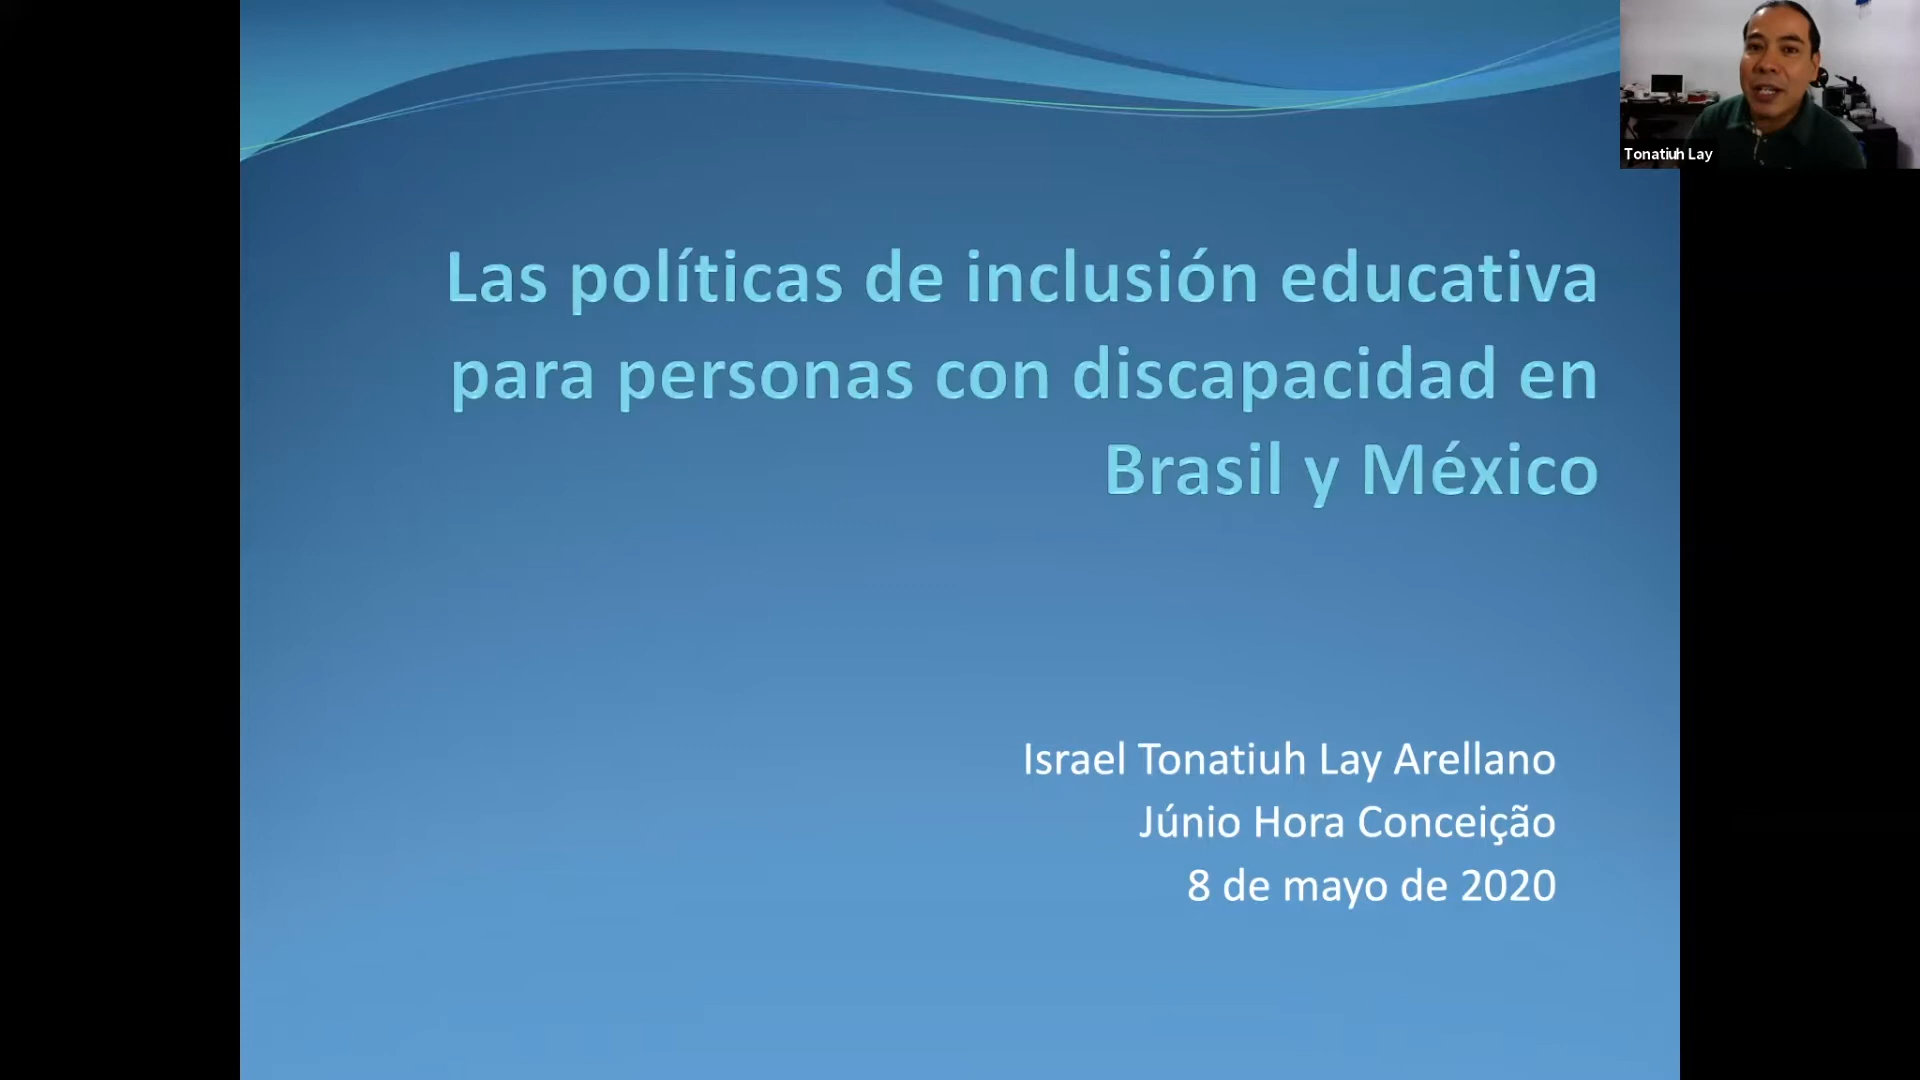 Las políticas de inclusión educativa
para personas con discapacidad en
Brasil y México
Israel Tonatiuh Lay Arellano
Júnio Hora Conceição
8 de mayo de 2020
Tonatiuh Lay